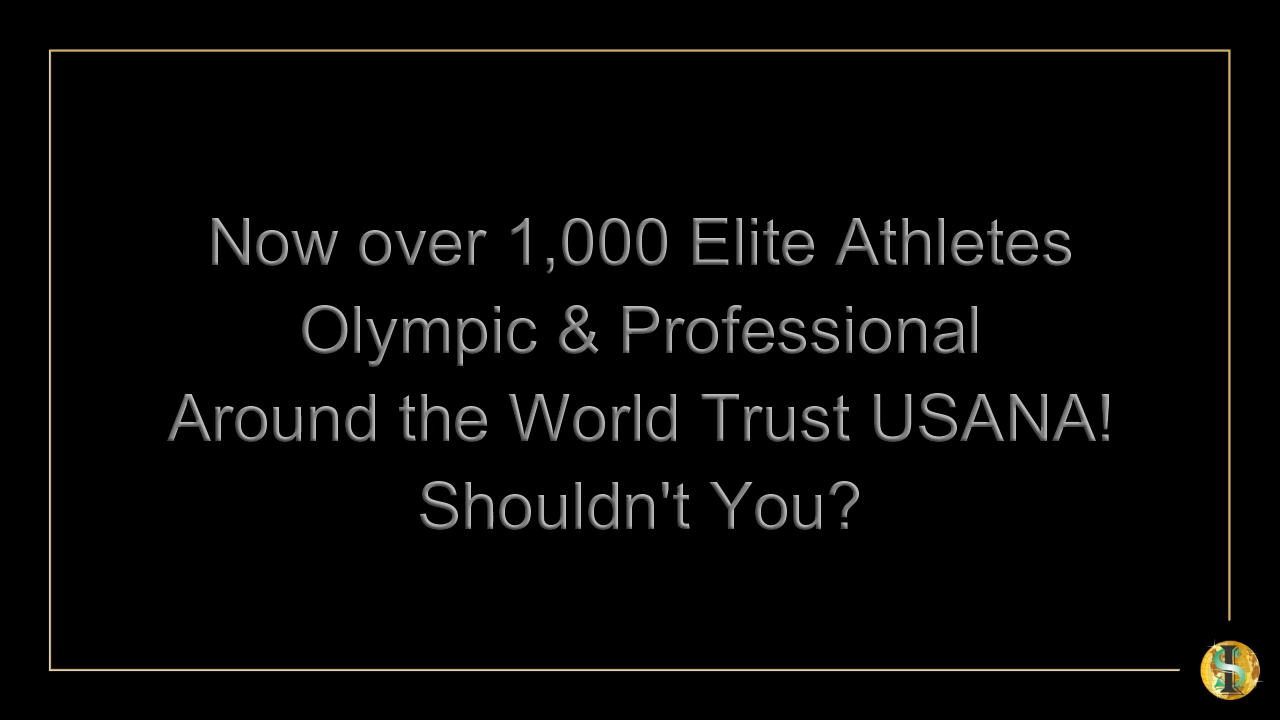 Now over 1,000 Elite Athletes
Olympic & Professional
Around the World Trust USANA!
Shouldn't You?